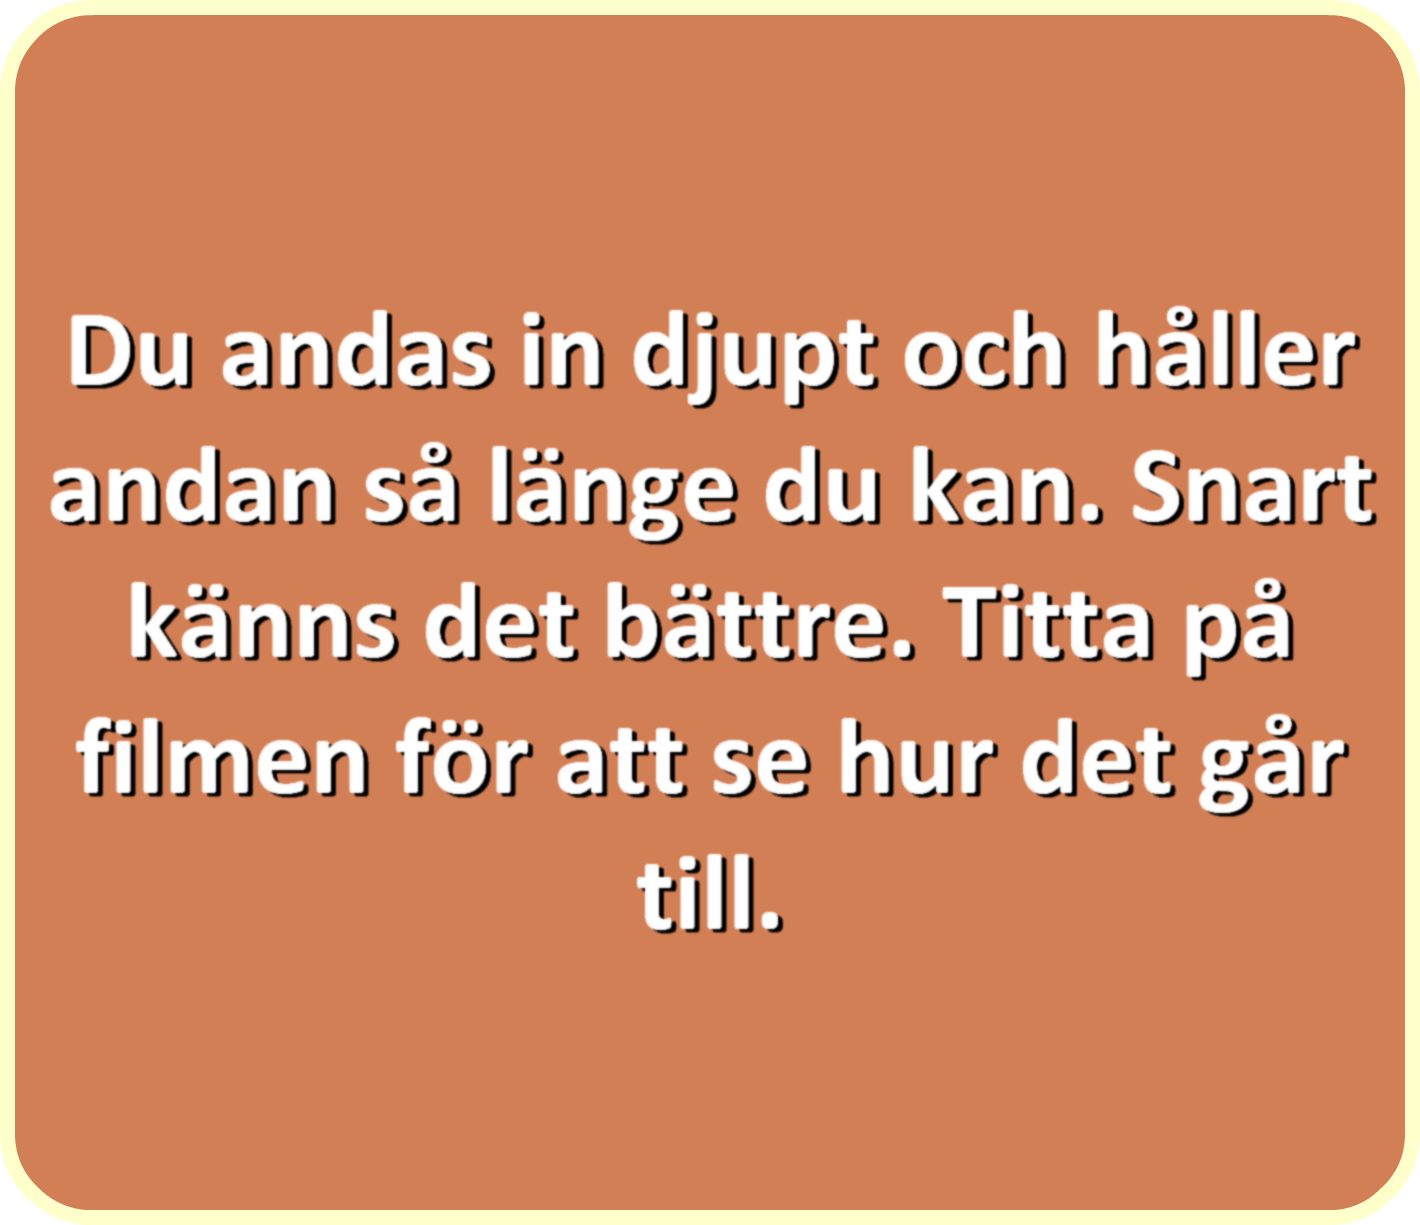 Du andas in djupt och håller
andan så länge du kan. Snart
känns det bättre. Titta på
filmen för att se hur det går
till.